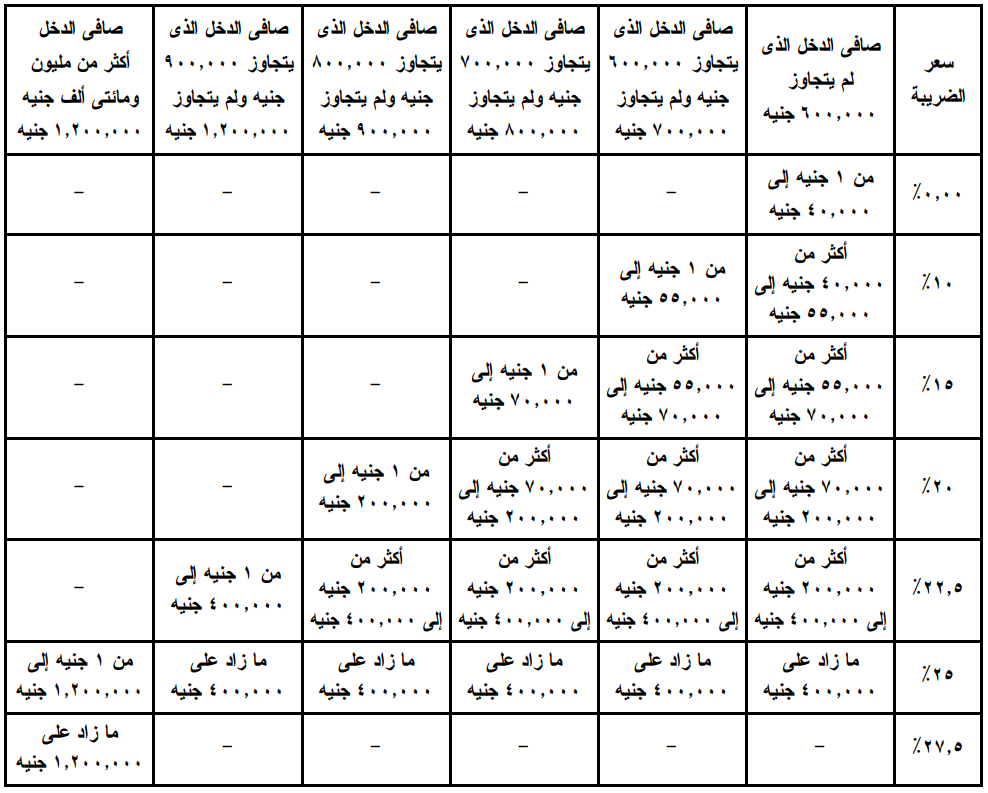 سعر
الضريبة
صافى الدخل الذى
لم يتجاوز
٦٠٠,٠٠٠ جنيه
صافى الدخل الذى
يتجاوز ٦٠٠,٠٠٠
جنيه ولم يتجاوز
٧٠٠,٠٠٠ جنيه
صافى الدخل الذى
يتجاوز ٧٠٠,٠٠٠
جنيه ولم يتجاوز
٨٠٠,٠٠٠ جنيه
صافى الدخل الذى
يتجاوز ٨٠٠,٠٠٠
جنيه ولم يتجاوز
٩٠٠,٠٠٠ جنيه
صافى الدخل الذى
يتجاوز ٩٠٠,٠٠٠
جنيه ولم يتجاوز
١,٢٠٠,٠٠٠ جنيه
صافى الدخل
أكثر من مليون
ومائتى ألف جنيه
١,٢٠٠,٠٠٠ جنيه
٠,٠٠٪
من ١ جنيه إلى
٤٠,٠٠٠ جنيه
–
–
–
–
–
١٠٪
أكثر من
٤٠,٠٠٠ جنيه إلى
٥٥,٠٠٠ جنيه
من ١ جنيه إلى
٥٥,٠٠٠ جنيه
–
–
–
–
١٥٪
أكثر من
٥٥,٠٠٠ جنيه إلى
٧٠,٠٠٠ جنيه
أكثر من
٥٥,٠٠٠ جنيه إلى
٧٠,٠٠٠ جنيه
من ١ جنيه إلى
٧٠,٠٠٠ جنيه
–
–
–
٢٠٪
أكثر من
٧٠,٠٠٠ جنيه إلى
٢٠٠,٠٠٠ جنيه
أكثر من
٧٠,٠٠٠ جنيه إلى
٢٠٠,٠٠٠ جنيه
أكثر من
٧٠,٠٠٠ جنيه إلى
٢٠٠,٠٠٠ جنيه
من ١ جنيه إلى
٢٠٠,٠٠٠ جنيه
–
–
٢٢,٥٪
أكثر من
٢٠٠,٠٠٠ جنيه
إلى ٤٠٠,٠٠٠ جنيه
أكثر من
٢٠٠,٠٠٠ جنيه
إلى ٤٠٠,٠٠٠ جنيه
أكثر من
٢٠٠,٠٠٠ جنيه
إلى ٤٠٠,٠٠٠ جنيه
أكثر من
٢٠٠,٠٠٠ جنيه
إلى ٤٠٠,٠٠٠ جنيه
من ١ جنيه إلى
٤٠٠,٠٠٠ جنيه
–
٢٥٪
ما زاد على
٤٠٠,٠٠٠ جنيه
ما زاد على
٤٠٠,٠٠٠ جنيه
ما زاد على
٤٠٠,٠٠٠ جنيه
ما زاد على
٤٠٠,٠٠٠ جنيه
ما زاد على
٤٠٠,٠٠٠ جنيه
من ١ جنيه إلى
١,٢٠٠,٠٠٠ جنيه
٢٧,٥٪
–
–
–
–
–
ما زاد على
١,٢٠٠,٠٠٠ جنيه